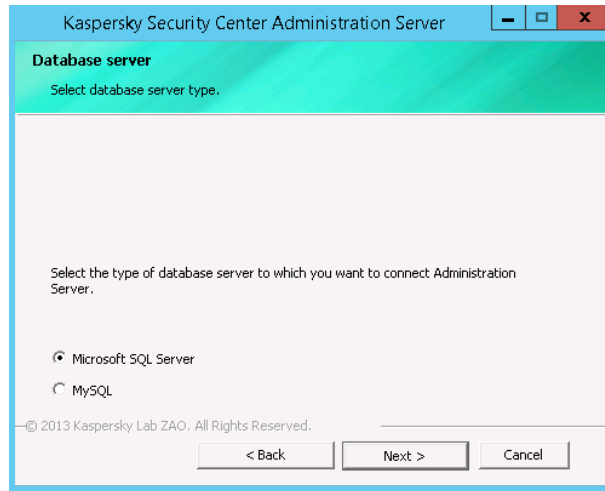 Kaspersky Security Center Administration Server
Database server
Select database server type.
Select the type of database server to which you want to connect Administration
Server.
Microsoft SQL Server
MySQL
© 2013 Kaspersky Lab ZAO. All Rights Reserved.
< Back
Next >
Cancel